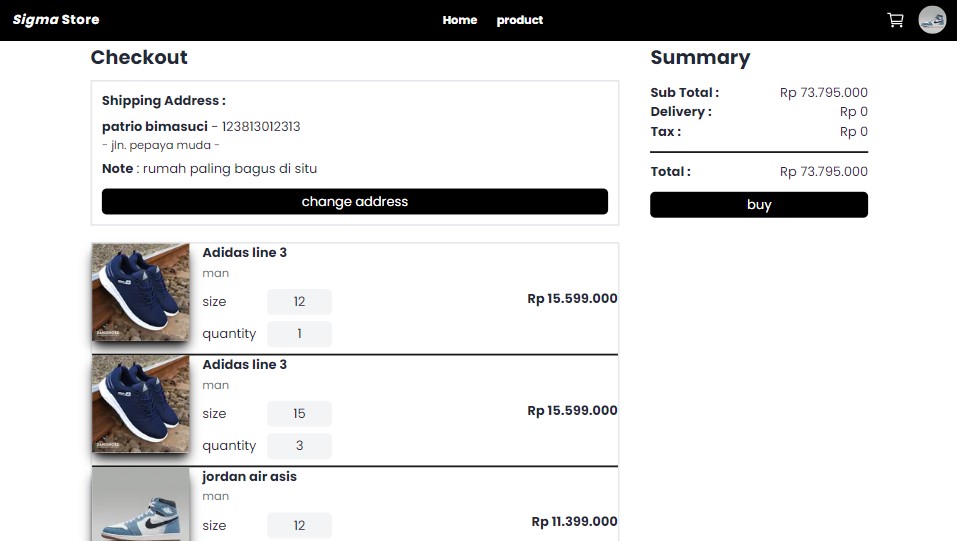 Sigma Store
Home product
Checkout
Shipping Address :
patrio bimasuci - 123813012313
- jln. pepaya muda -
Note : rumah paling bagus di situ
change address
Summary
Sub Total : Rp 73.795.000
Delivery : Rp 0
Tax : Rp 0
Total : Rp 73.795.000
buy
Adidas line 3
man
size 12
Rp 15.599.000
quantity 1
Adidas line 3
man
size 15
Rp 15.599.000
quantity 3
jordan air asis
man
size 12
Rp 11.399.000